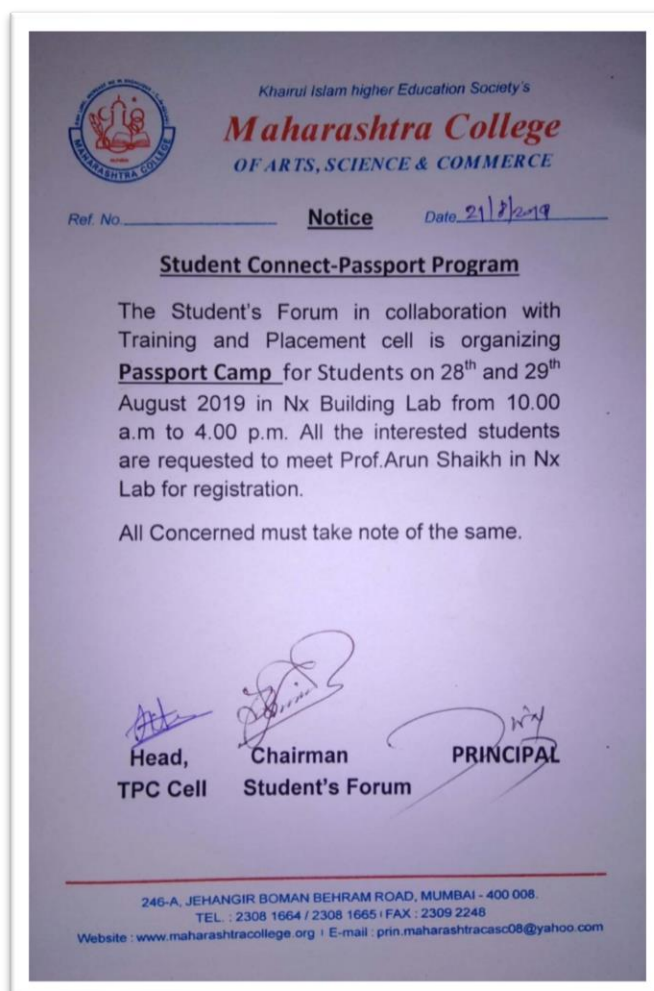 Khairul Islam higher Education Society's
Maharashtra College
OF ARTS, SCIENCE & COMMERCE
MAHARASHTRA COLLEGE
Ref. No.
Notice
Date 21/8/2019
Student Connect-Passport Program
The Student's Forum in collaboration with
Training and Placement cell is organizing
Passport Camp for Students on 28th and 29th
August 2019 in Nx Building Lab from 10.00
a.m to 4.00 p.m. All the interested students
are requested to meet Prof.Arun Shaikh in Nx
Lab for registration.
All Concerned must take note of the same.
Head, Chairman PRINCIPAL
TPC Cell Student's Forum
246-A, JEHANGIR BOMAN BEHRAM ROAD, MUMBAI - 400 008.
TEL. : 2308 1664 / 2308 1665 FAX : 2309 2248
Website : www.maharashtracollege.org E-mail : prin.maharashtracasc08@yahoo.com